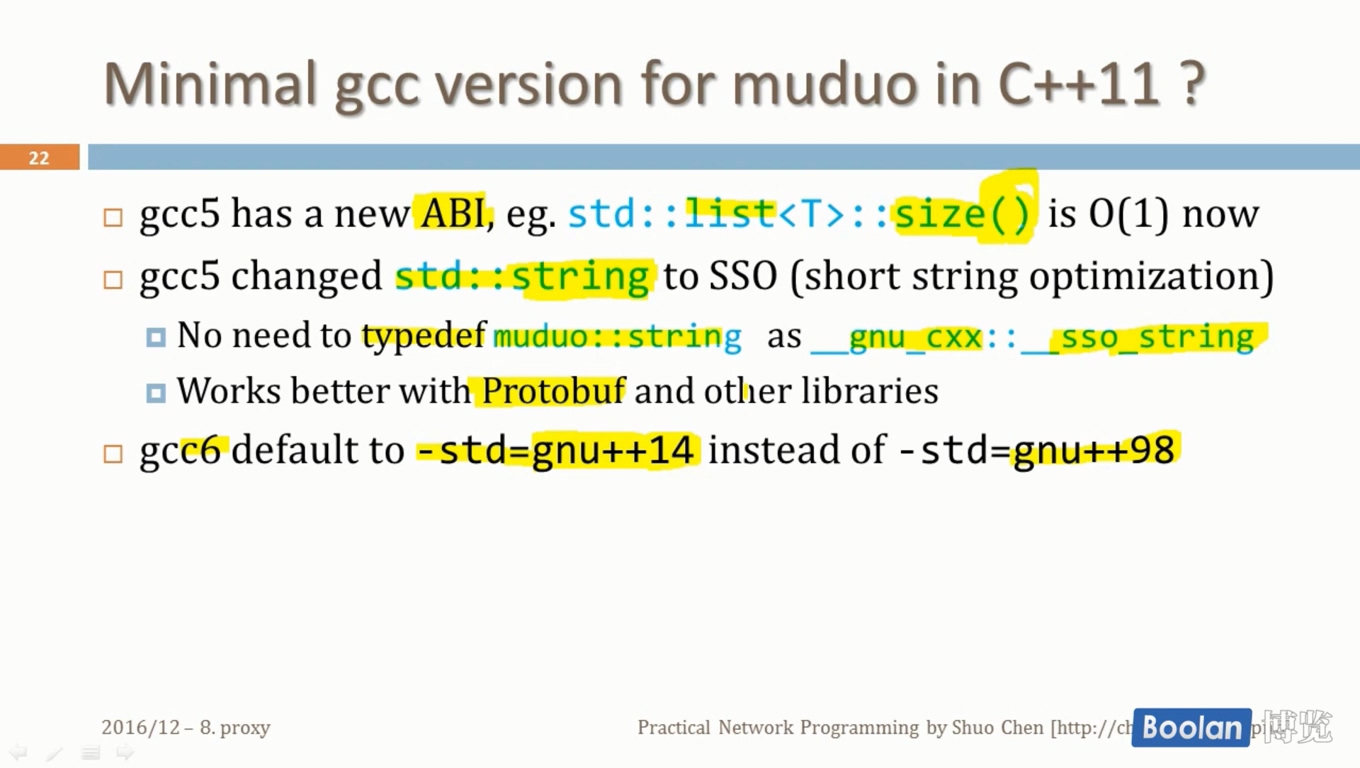 Minimal gcc version for muduo in C++11 ?
22
gcc5 has a new ABI, eg. std::list<T>::size() is O(1) now
gcc5 changed std::string to SSO (short string optimization)
No need to typedef muduo::string as __gnu_cxx::__sso_string
Works better with Protobuf and other libraries
gcc6 default to -std=gnu++14 instead of -std=gnu++98
2016/12 – 8. proxy
Practical Network Programming by Shuo Chen [http://ch
Boolan 博览